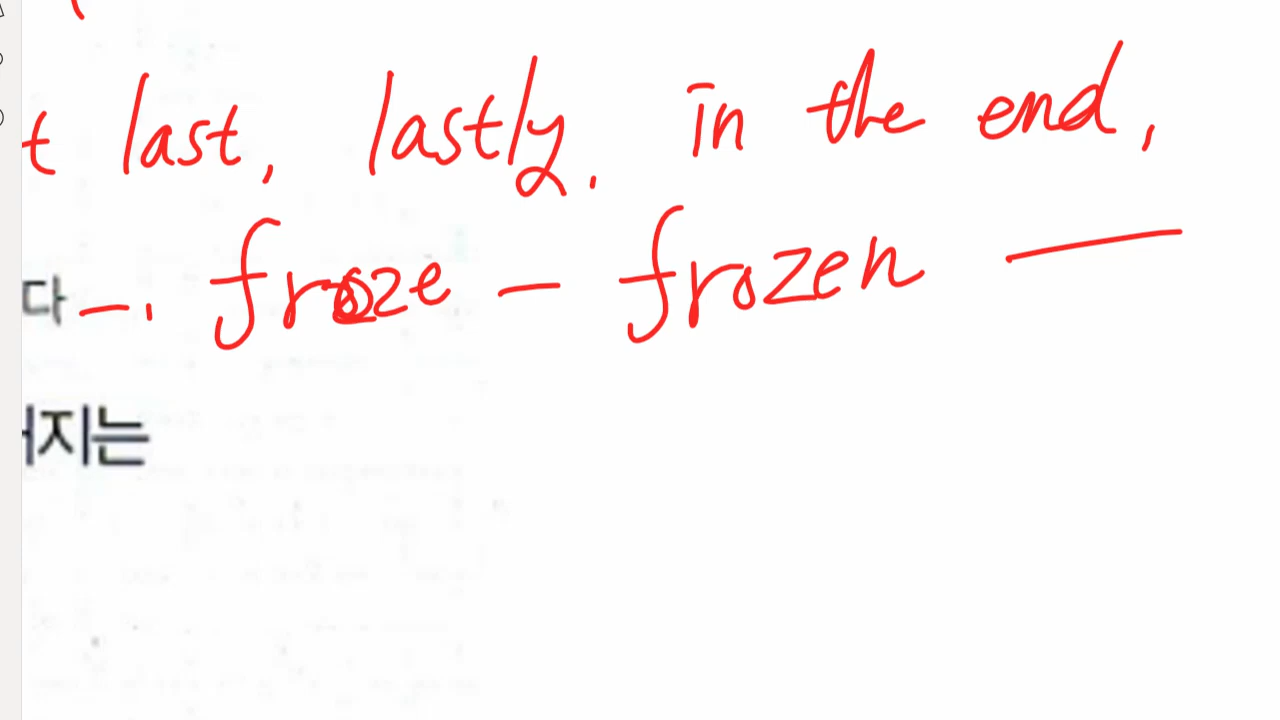 t last, lastly. in the end,
다 - froze - frozen —
지는